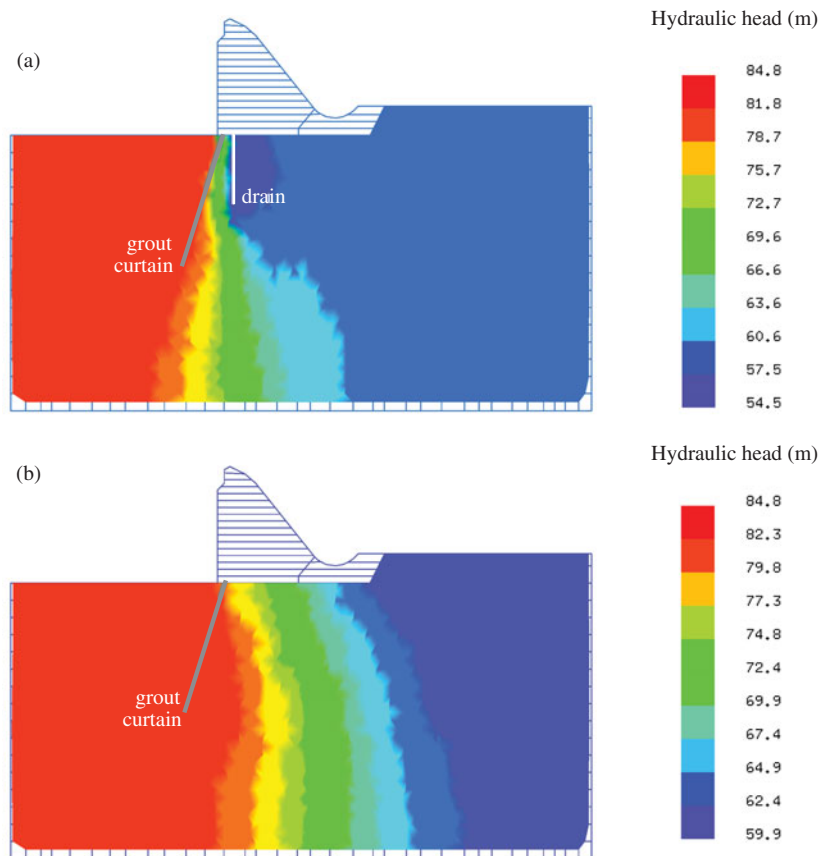 Hydraulic head (m)
(a)
84.8
81.8
78.7
75.7
72.7
69.6
66.6
63.6
60.6
57.5
54.5
drain
grout
curtain
Hydraulic head (m)
(b)
84.8
82.3
79.8
77.3
74.8
72.4
69.9
67.4
64.9
62.4
59.9
grout
curtain